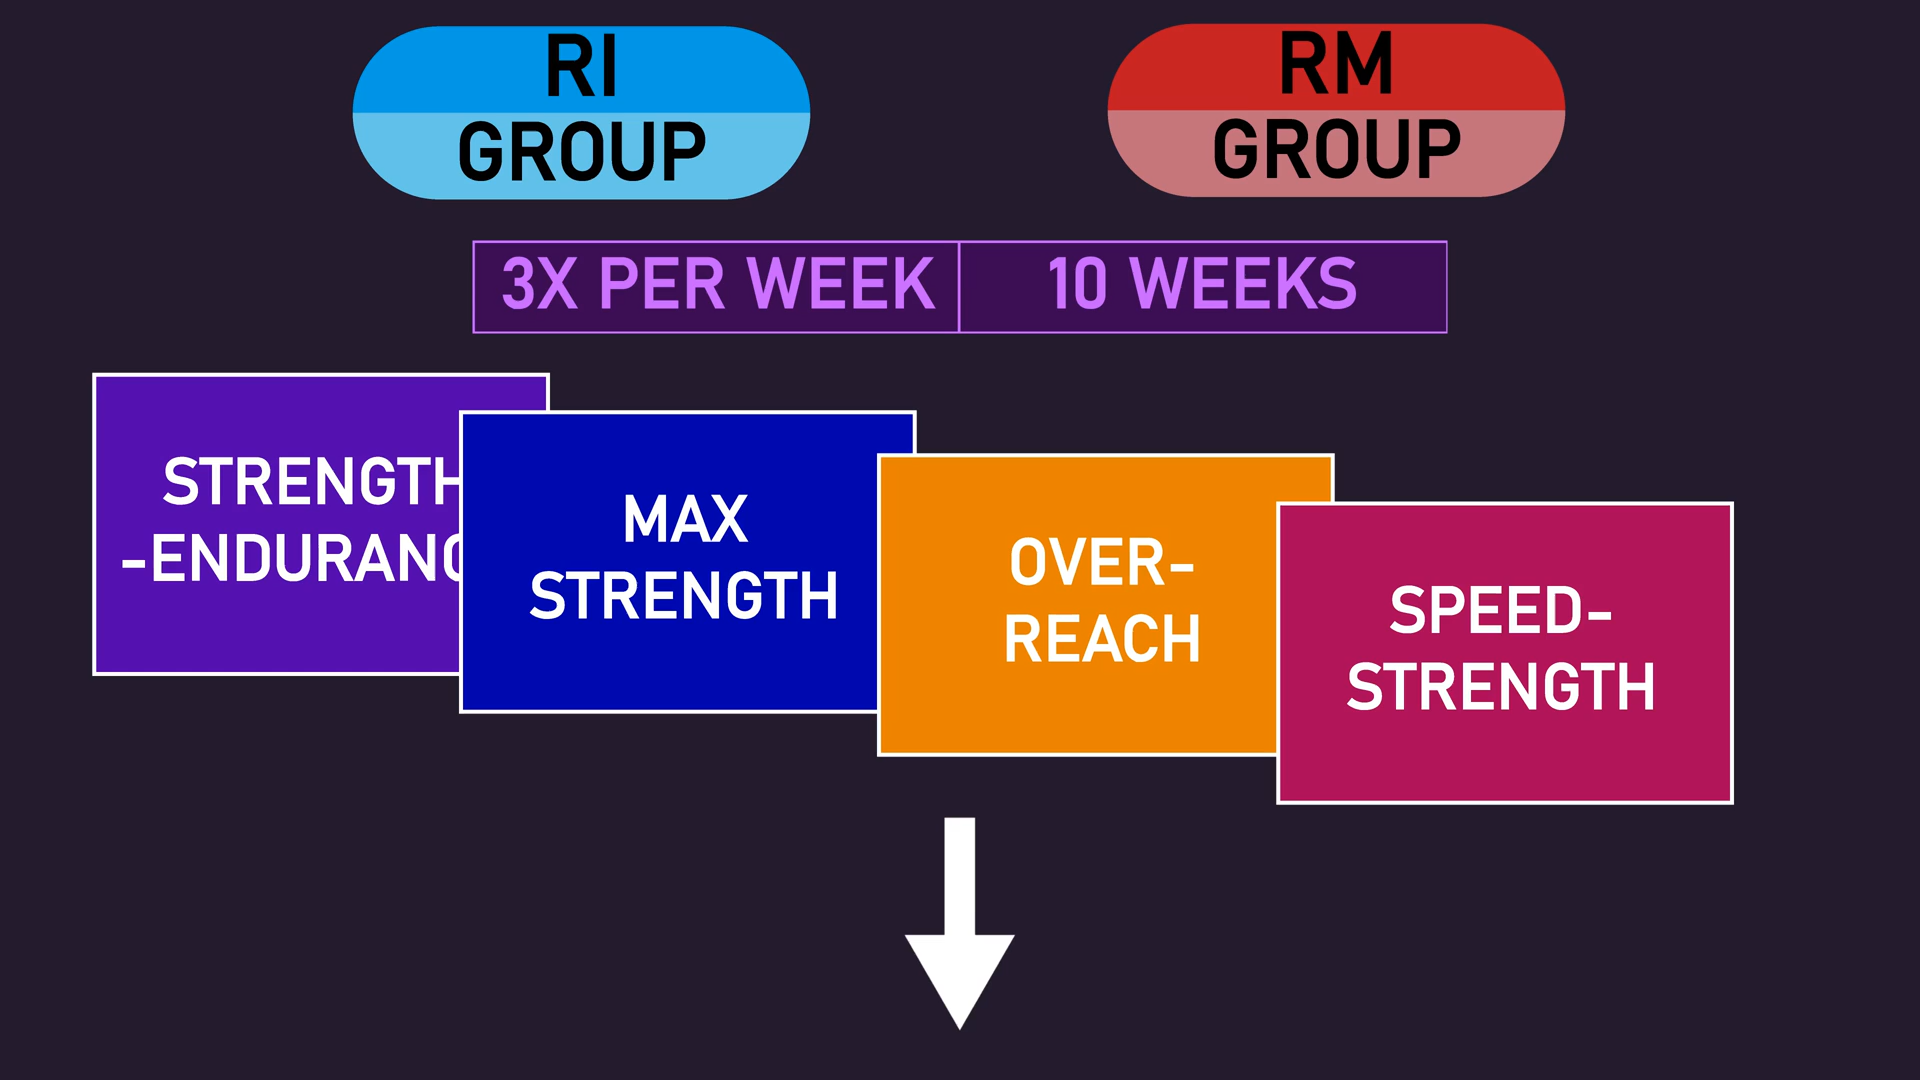 RI
GROUP
RM
GROUP
3X PER WEEK
10 WEEKS
STRENGTH
-ENDURANC
MAX
STRENGTH
OVER-
REACH
SPEED-
STRENGTH